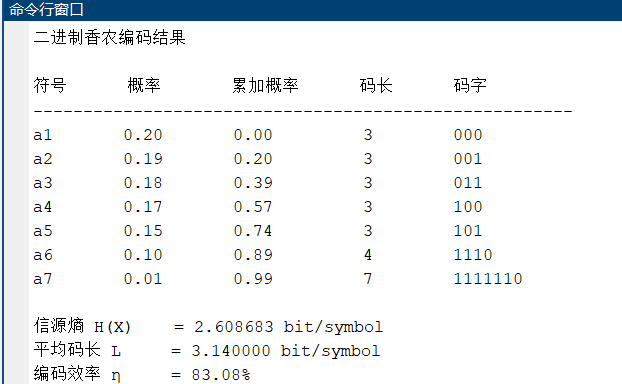 命令行窗口
二进制香农编码结果
符号 概率 累加概率 码长 码字
------------------------------------------------------
a1 0.20 0.00 3 000
a2 0.19 0.20 3 001
a3 0.18 0.39 3 011
a4 0.17 0.57 3 100
a5 0.15 0.74 3 101
a6 0.10 0.89 4 1110
a7 0.01 0.99 7 1111110
信源熵 H(X) = 2.608683 bit/symbol
平均码长 L = 3.140000 bit/symbol
编码效率 η = 83.08%